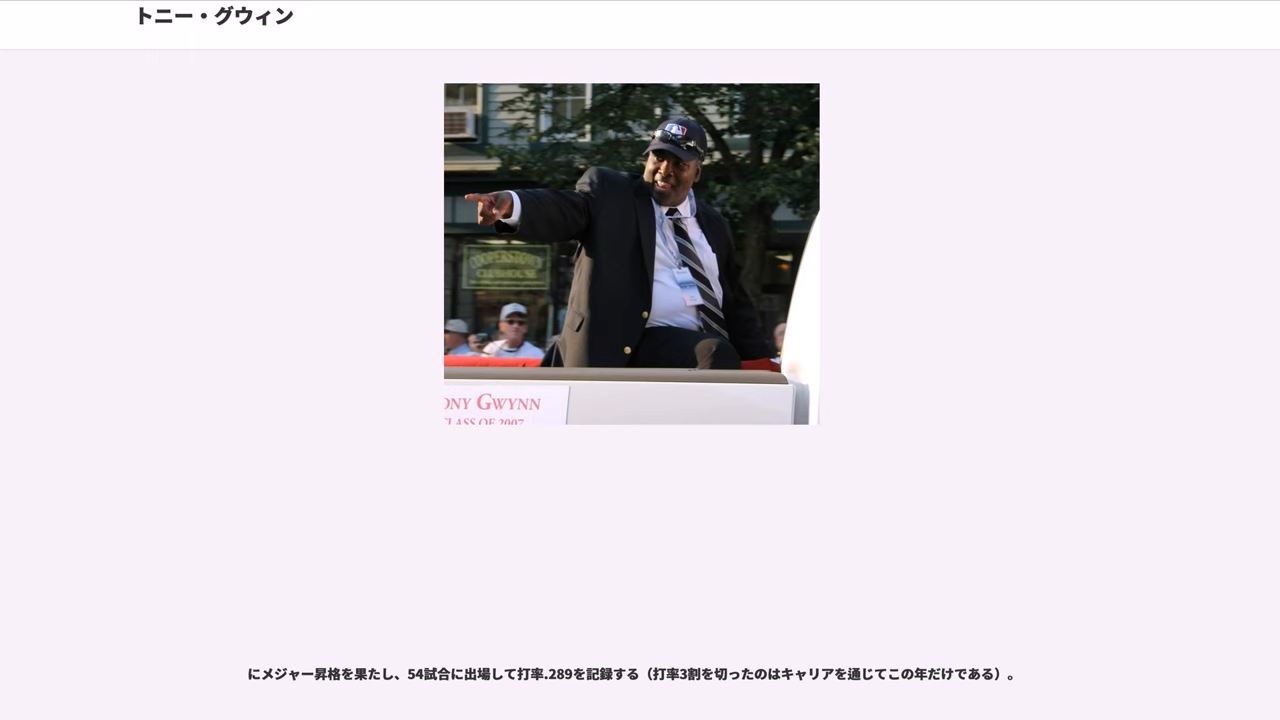 トニー・グウィン
COOPERSTOWN
CLUBHOUSE
ONY GWYNN
CLASS OF 2007
にメジャー昇格を果たし、54試合に出場して打率.289を記録する（打率3割を切ったのはキャリアを通じてこの年だけである）。